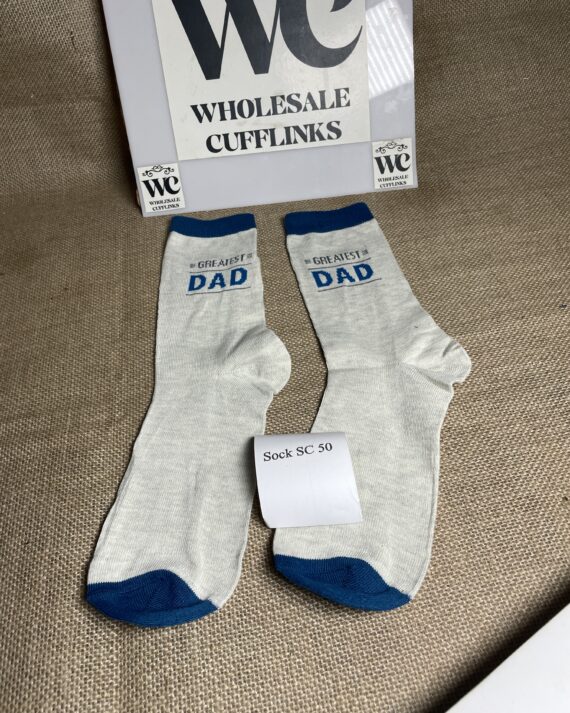 WC
WHOLESALE
CUFFLINKS
WC
WHOLESALE
CUFFLINKS
WC
WHOLESALE
CUFFLINKS
GREATEST
DAD
GREATEST
DAD
Sock SC 50